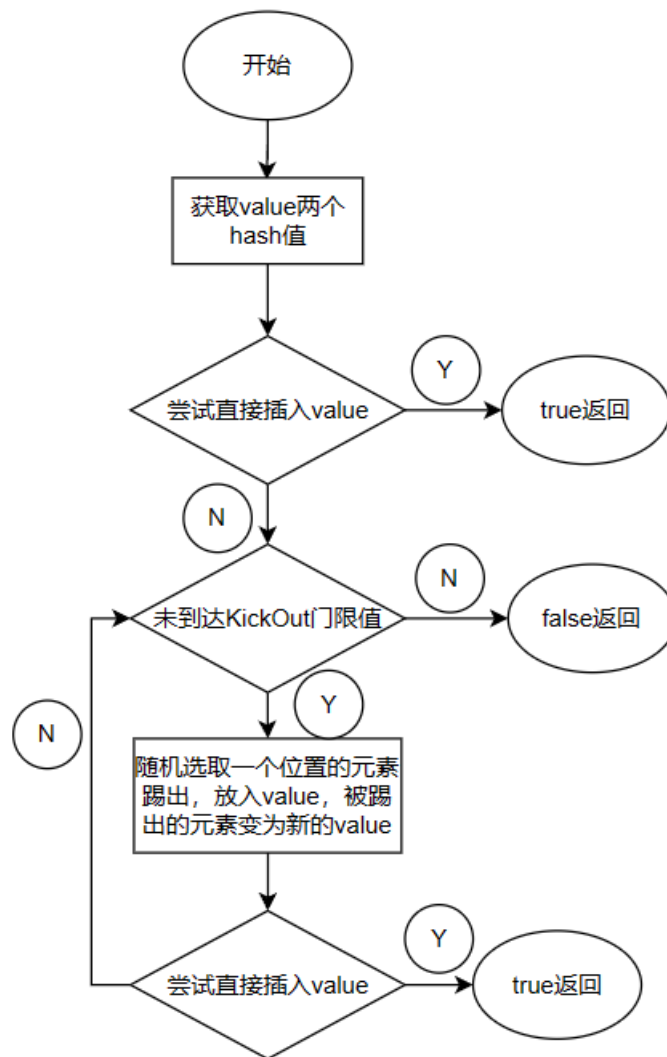 开始
获取value两个
hash值
Y
尝试直接插入value
true返回
N
N
未到达KickOut门限值
false返回
Y
N
随机选取一个位置的元素
踢出，放入value，被踢
出的元素变为新的value
Y
尝试直接插入value
true返回